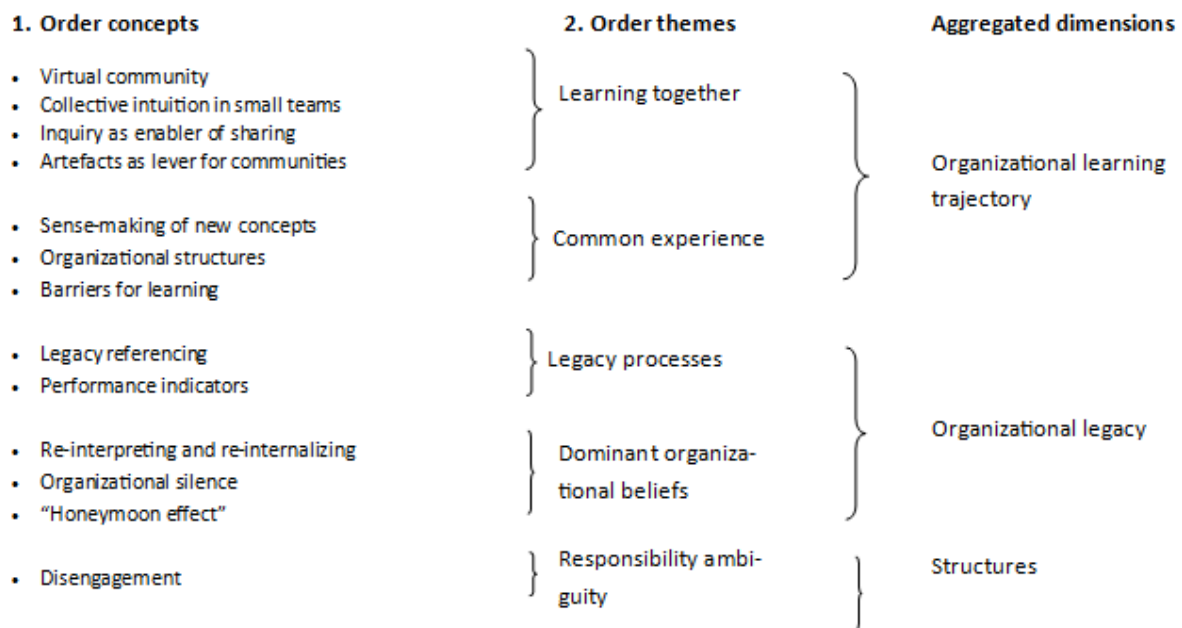 1. Order concepts
2. Order themes
Aggregated dimensions
• Virtual community
• Collective intuition in small teams
• Inquiry as enabler of sharing
• Artefacts as lever for communities
Learning together
• Sense-making of new concepts
• Organizational structures
• Barriers for learning
Common experience
Organizational learning
trajectory
• Legacy referencing
• Performance indicators
Legacy processes
• Re-interpreting and re-internalizing
• Organizational silence
• “Honeymoon effect”
Dominant organiza-
tional beliefs
Organizational legacy
• Disengagement
Responsibility ambi-
guity
Structures